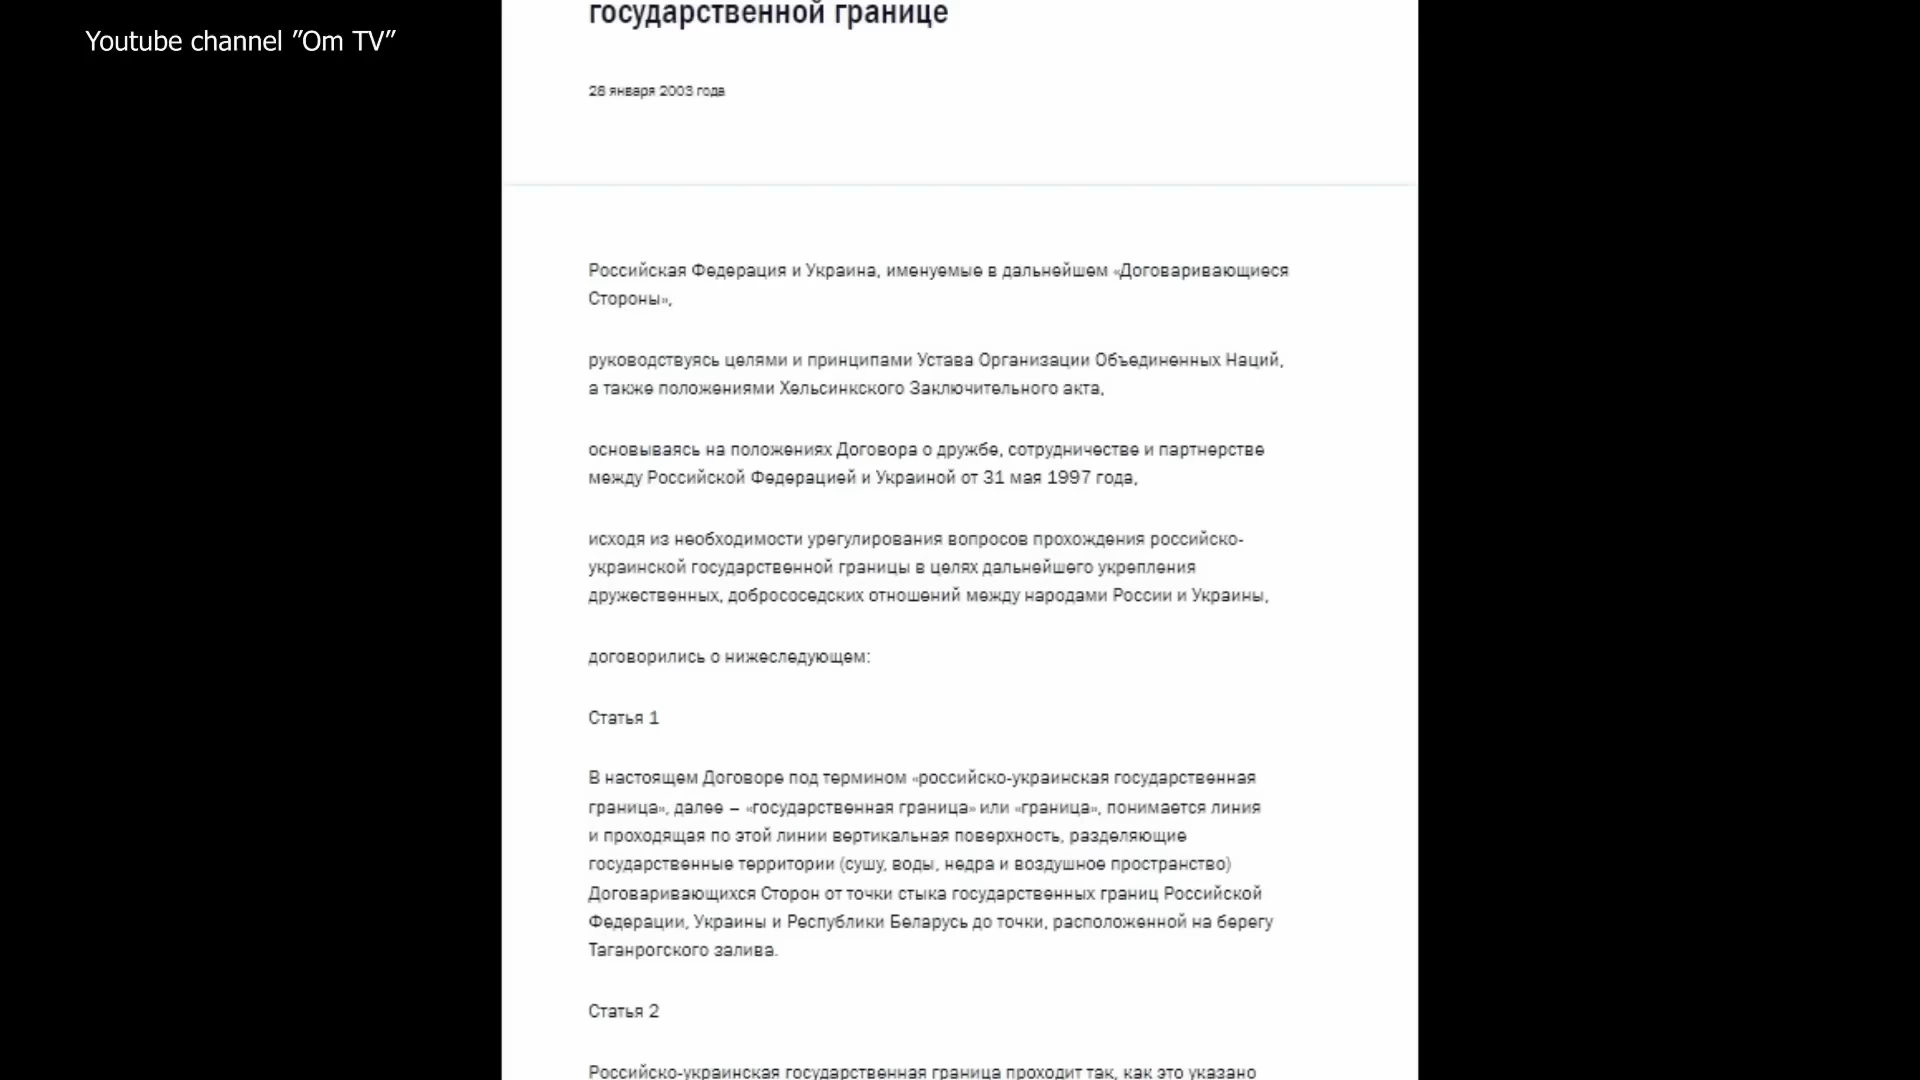 Youtube channel "Om TV"
государственной границе
28 января 2003 года
Российская Федерация и Украина, именуемые в дальнейшем «Договаривающиеся
Стороны»,
руководствуясь целями и принципами Устава Организации Объединенных Наций,
а также положениями Хельсинкского Заключительного акта,
основываясь на положениях Договора о дружбе, сотрудничестве и партнерстве
между Российской Федерацией и Украиной от 31 мая 1997 года,
исходя из необходимости урегулирования вопросов прохождения российско-
украинской государственной границы в целях дальнейшего укрепления
дружественных, добрососедских отношений между народами России и Украины,
договорились о нижеследующем:
Статья 1
В настоящем Договоре под термином «российско-украинская государственная
граница», далее – «государственная граница» или «граница», понимается линия
и проходящая по этой линии вертикальная поверхность, разделяющие
государственные территории (сушу, воды, недра и воздушное пространство)
Договаривающихся Сторон от точки стыка государственных границ Российской
Федерации, Украины и Республики Беларусь до точки, расположенной на берегу
Таганрогского залива.
Статья 2
Российско-украинская государственная граница проходит так, как это указано